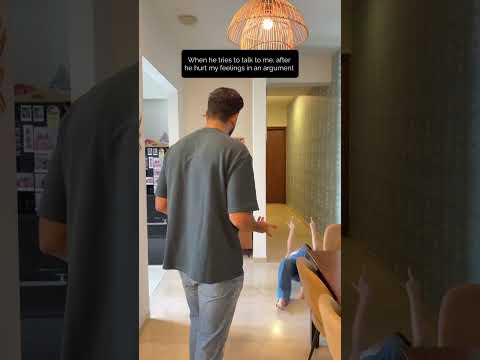 When he tries to talk to me, after
he hurt my feelings in an argument